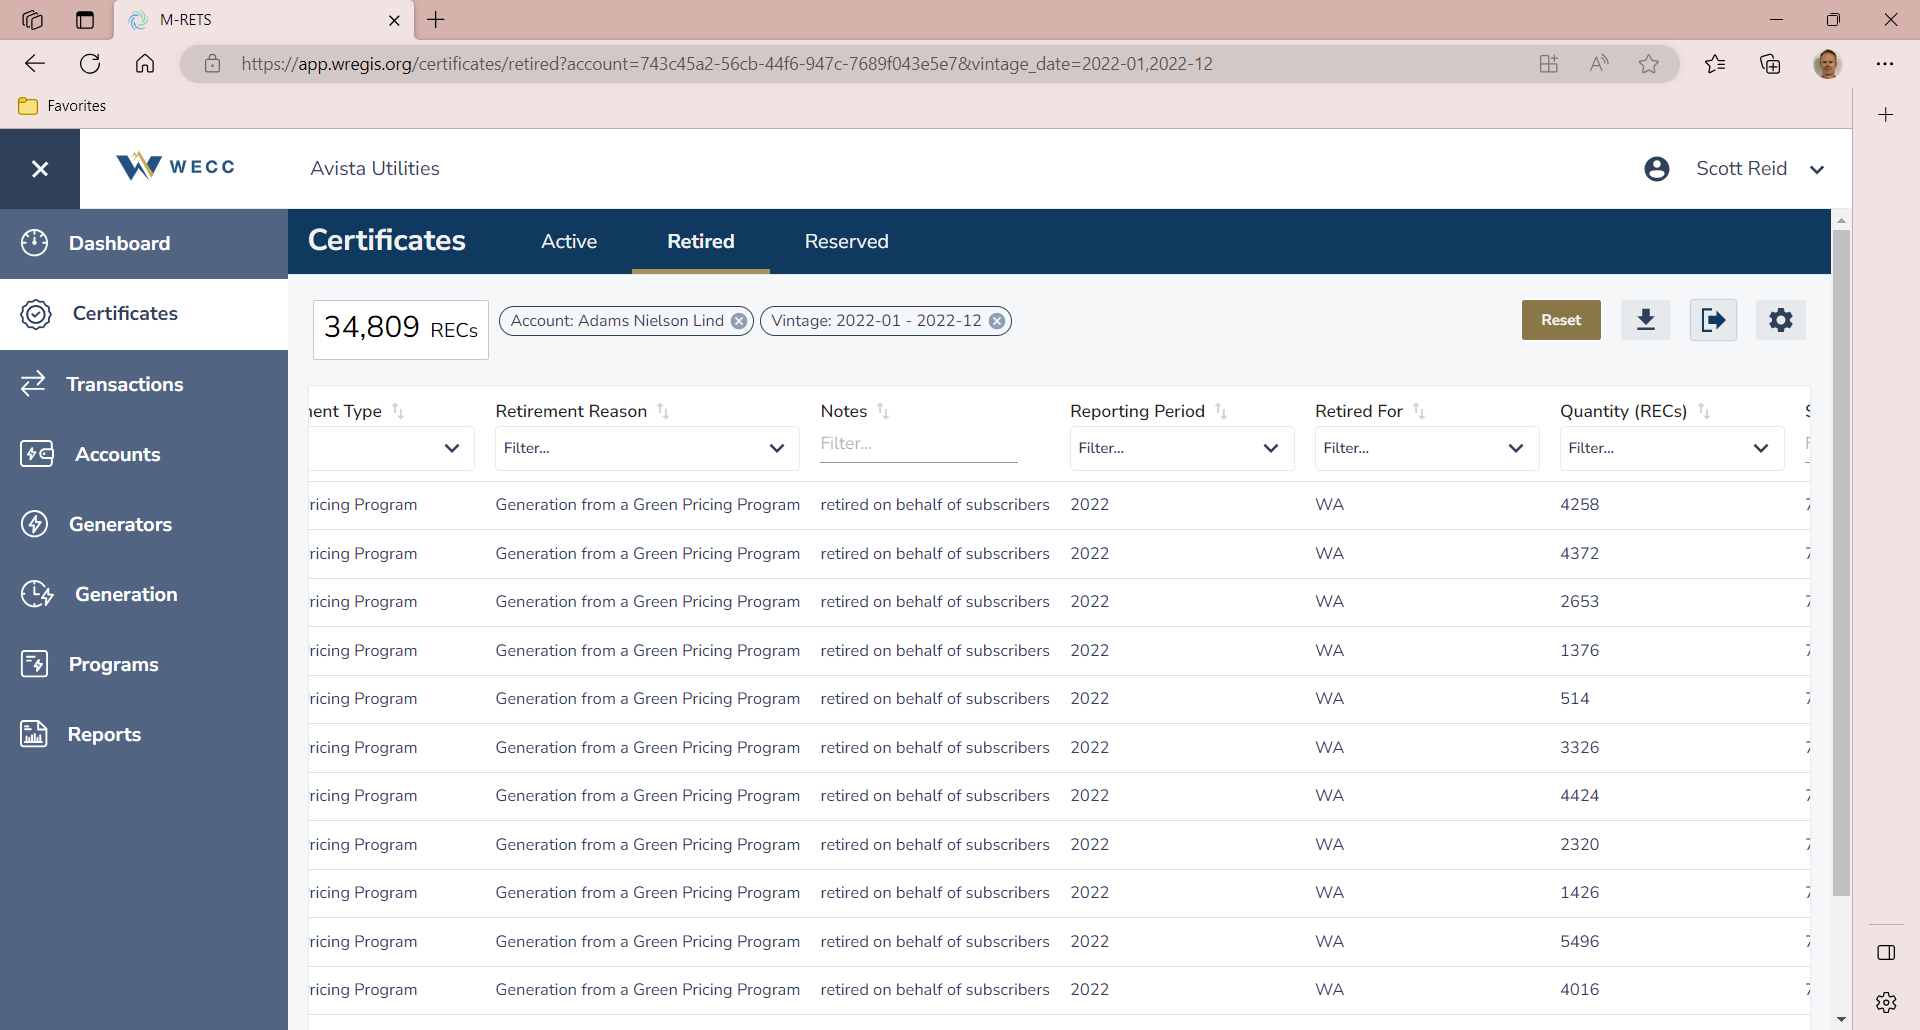 M-RETS
https://app.wregis.org/certificates/retired?account=743c45a2-56cb-44f6-947c-7689f043e5e7&vintage_date=2022-01,2022-12
Favorites
WECC
Avista Utilities
Scott Reid
Dashboard
Certificates
Transactions
Accounts
Generators
Generation
Programs
Reports
Certificates Active Retired Reserved
34,809 RECs
Account: Adams Nielson Lind
Vintage: 2022-01 - 2022-12
Reset
ent Type Retirement Reason Notes Reporting Period Retired For Quantity (RECs)
Filter... Filter... Filter... Filter... Filter...
ricing Program Generation from a Green Pricing Program retired on behalf of subscribers 2022 WA 4258
ricing Program Generation from a Green Pricing Program retired on behalf of subscribers 2022 WA 4372
ricing Program Generation from a Green Pricing Program retired on behalf of subscribers 2022 WA 2653
ricing Program Generation from a Green Pricing Program retired on behalf of subscribers 2022 WA 1376
ricing Program Generation from a Green Pricing Program retired on behalf of subscribers 2022 WA 514
ricing Program Generation from a Green Pricing Program retired on behalf of subscribers 2022 WA 3326
ricing Program Generation from a Green Pricing Program retired on behalf of subscribers 2022 WA 4424
ricing Program Generation from a Green Pricing Program retired on behalf of subscribers 2022 WA 2320
ricing Program Generation from a Green Pricing Program retired on behalf of subscribers 2022 WA 1426
ricing Program Generation from a Green Pricing Program retired on behalf of subscribers 2022 WA 5496
ricing Program Generation from a Green Pricing Program retired on behalf of subscribers 2022 WA 4016